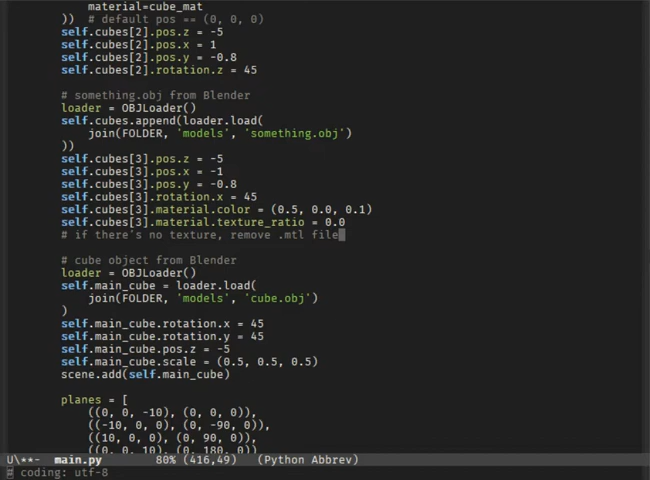 material=cube_mat
))  # default pos == (0, 0, 0)
self.cubes[2].pos.z = -5
self.cubes[2].pos.x = 1
self.cubes[2].pos.y = -0.8
self.cubes[2].rotation.z = 45
# something.obj from Blender
loader = OBJLoader()
self.cubes.append(loader.load(
join(FOLDER, 'models', 'something.obj')
))
self.cubes[3].pos.z = -5
self.cubes[3].pos.x = -1
self.cubes[3].pos.y = -0.8
self.cubes[3].rotation.x = 45
self.cubes[3].material.color = (0.5, 0.0, 0.1)
self.cubes[3].material.texture_ratio = 0.0
# if there's no texture, remove .mtl file
# cube object from Blender
loader = OBJLoader()
self.main_cube = loader.load(
join(FOLDER, 'models', 'cube.obj')
)
self.main_cube.rotation.x = 45
self.main_cube.rotation.y = 45
self.main_cube.pos.z = -5
self.main_cube.scale = (0.5, 0.5, 0.5)
scene.add(self.main_cube)
planes = [
((0, 0, -10), (0, 0, 0)),
((-10, 0, 0), (0, -90, 0)),
((10, 0, 0), (0, 90, 0)),
((0, 0, 10), (0, 180, 0)),
U\**-  main.py  80% (416,49)  (Python Abbrev)
# coding: utf-8